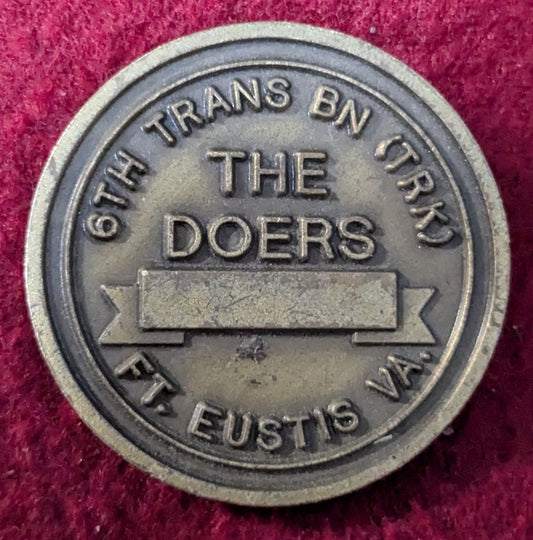 6TH TRANS BN (TRK)
THE
DOERS
FT. EUSTIS VA.